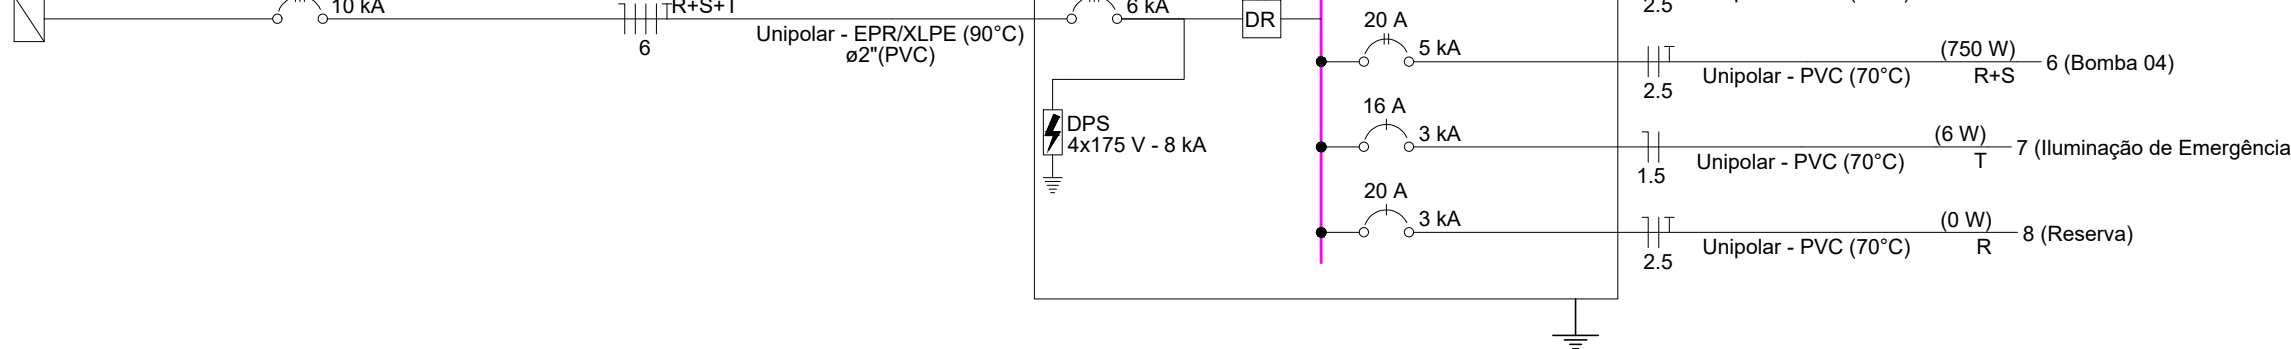 10 kA
R+S+T
6
Unipolar - EPR/XLPE (90°C)
ø2"(PVC)
6 kA
DR
DPS
4x175 V - 8 kA
2.5
20 A
5 kA
2.5
Unipolar - PVC (70°C)
(750 W)
R+S
6 (Bomba 04)
16 A
3 kA
1.5
Unipolar - PVC (70°C)
(6 W)
T
7 (Iluminação de Emergência
20 A
3 kA
2.5
Unipolar - PVC (70°C)
(0 W)
R
8 (Reserva)